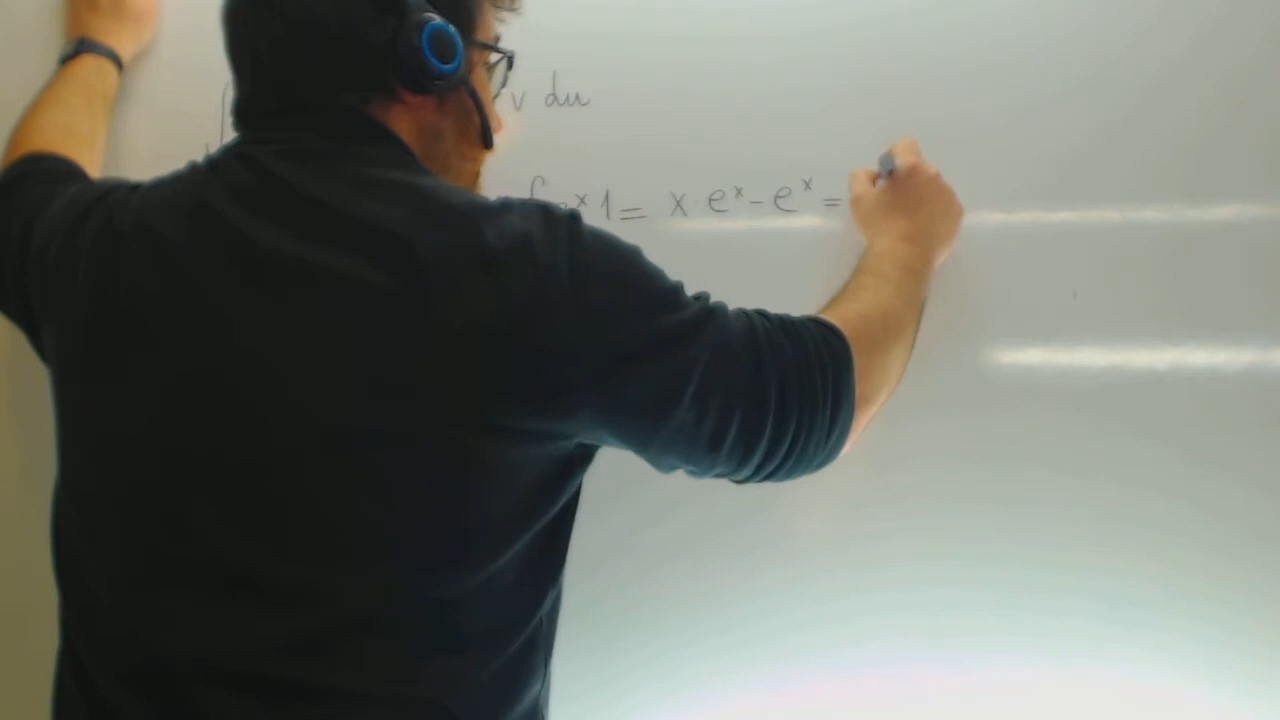 ∫ v du
∫ e^x 1 = x e^x - e^x =